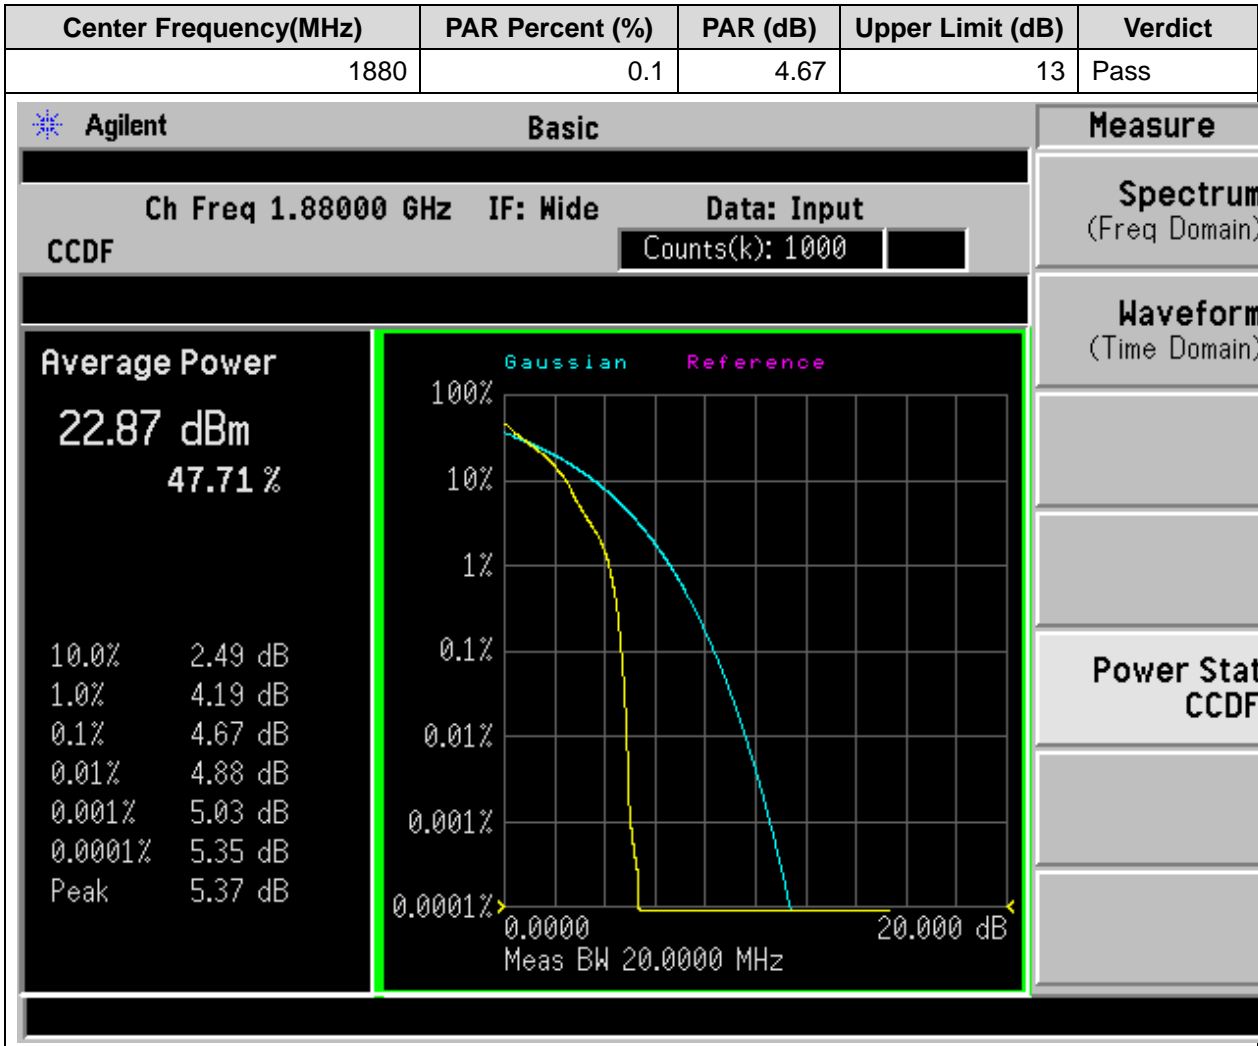 Center Frequency(MHz) PAR Percent (%) PAR (dB) Upper Limit (dB) Verdict
1880 0.1 4.67 13 Pass
Agilent Basic Measure
Ch Freq 1.88000 GHz IF: Wide Data: Input
CCDF Counts(k): 1000
Spectrum
(Freq Domain)
Waveform
(Time Domain)
Power Stat
CCDF
Average Power
22.87 dBm
47.71 %
10.0% 2.49 dB
1.0% 4.19 dB
0.1% 4.67 dB
0.01% 4.88 dB
0.001% 5.03 dB
0.0001% 5.35 dB
Peak 5.37 dB
Gaussian Reference
100%
10%
1%
0.1%
0.01%
0.001%
0.0001%
0.0000 20.000 dB
Meas BW 20.0000 MHz